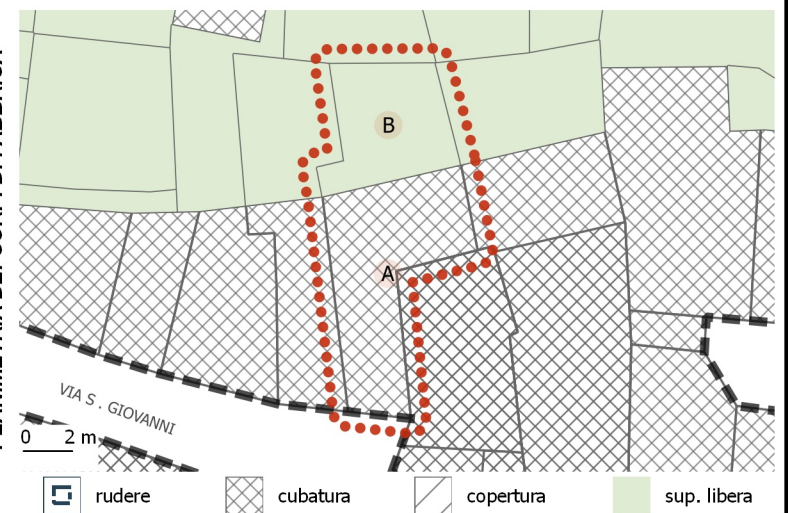 B
A
VIA S. GIOVANNI
0 2 m
rudere
cubatura
copertura
sup. libera